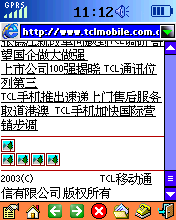 GPRS
11:12
http://www.tclmobile.com.c
望国企做大做强
上市公司100强揭晓 TCL通讯位
列第三
TCL手机推出速递上门售后服务
取道港澳 TCL手机加快国际营
销步调
2003(C) TCL移动通
信有限公司 版权所有